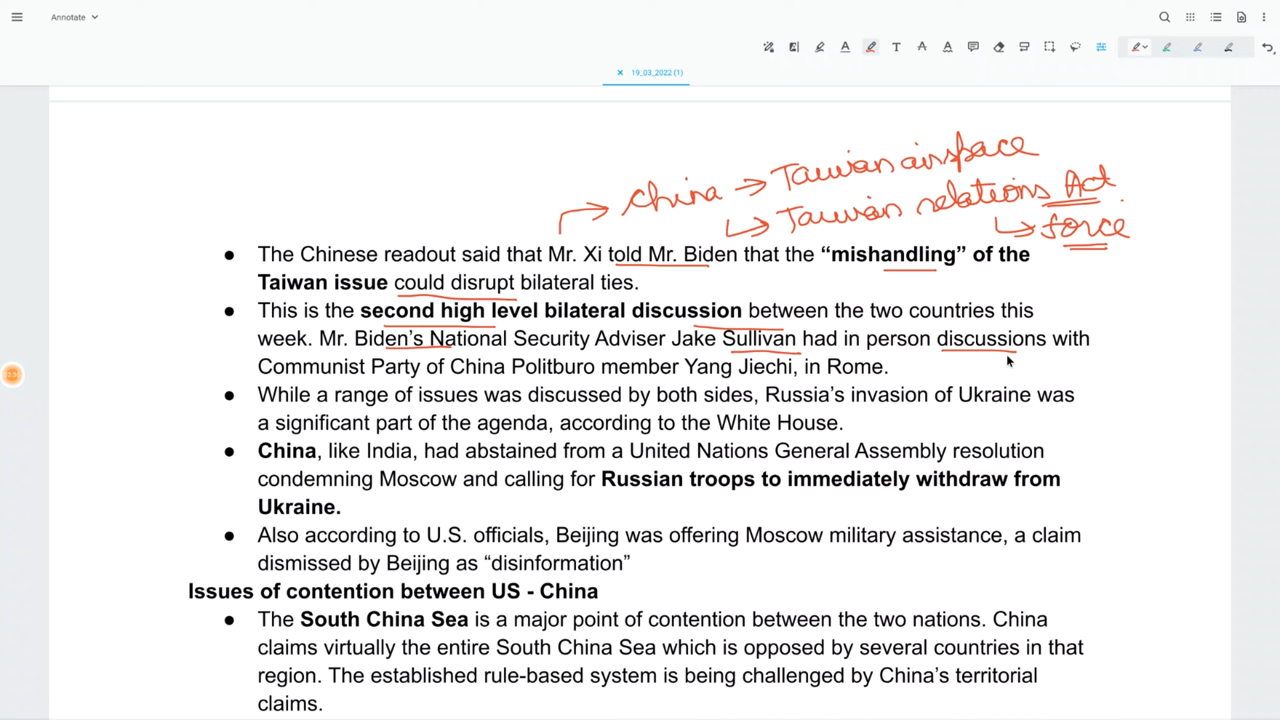 Annotate
19_03_2022 (1)
China → Taiwan airspace
↳ Taiwan relations Act
↳ force
● The Chinese readout said that Mr. Xi told Mr. Biden that the “mishandling” of the
Taiwan issue could disrupt bilateral ties.
● This is the second high level bilateral discussion between the two countries this
week. Mr. Biden’s National Security Adviser Jake Sullivan had in person discussions with
Communist Party of China Politburo member Yang Jiechi, in Rome.
● While a range of issues was discussed by both sides, Russia’s invasion of Ukraine was
a significant part of the agenda, according to the White House.
● China, like India, had abstained from a United Nations General Assembly resolution
condemning Moscow and calling for Russian troops to immediately withdraw from
Ukraine.
● Also according to U.S. officials, Beijing was offering Moscow military assistance, a claim
dismissed by Beijing as “disinformation”
Issues of contention between US - China
● The South China Sea is a major point of contention between the two nations. China
claims virtually the entire South China Sea which is opposed by several countries in that
region. The established rule-based system is being challenged by China’s territorial
claims.